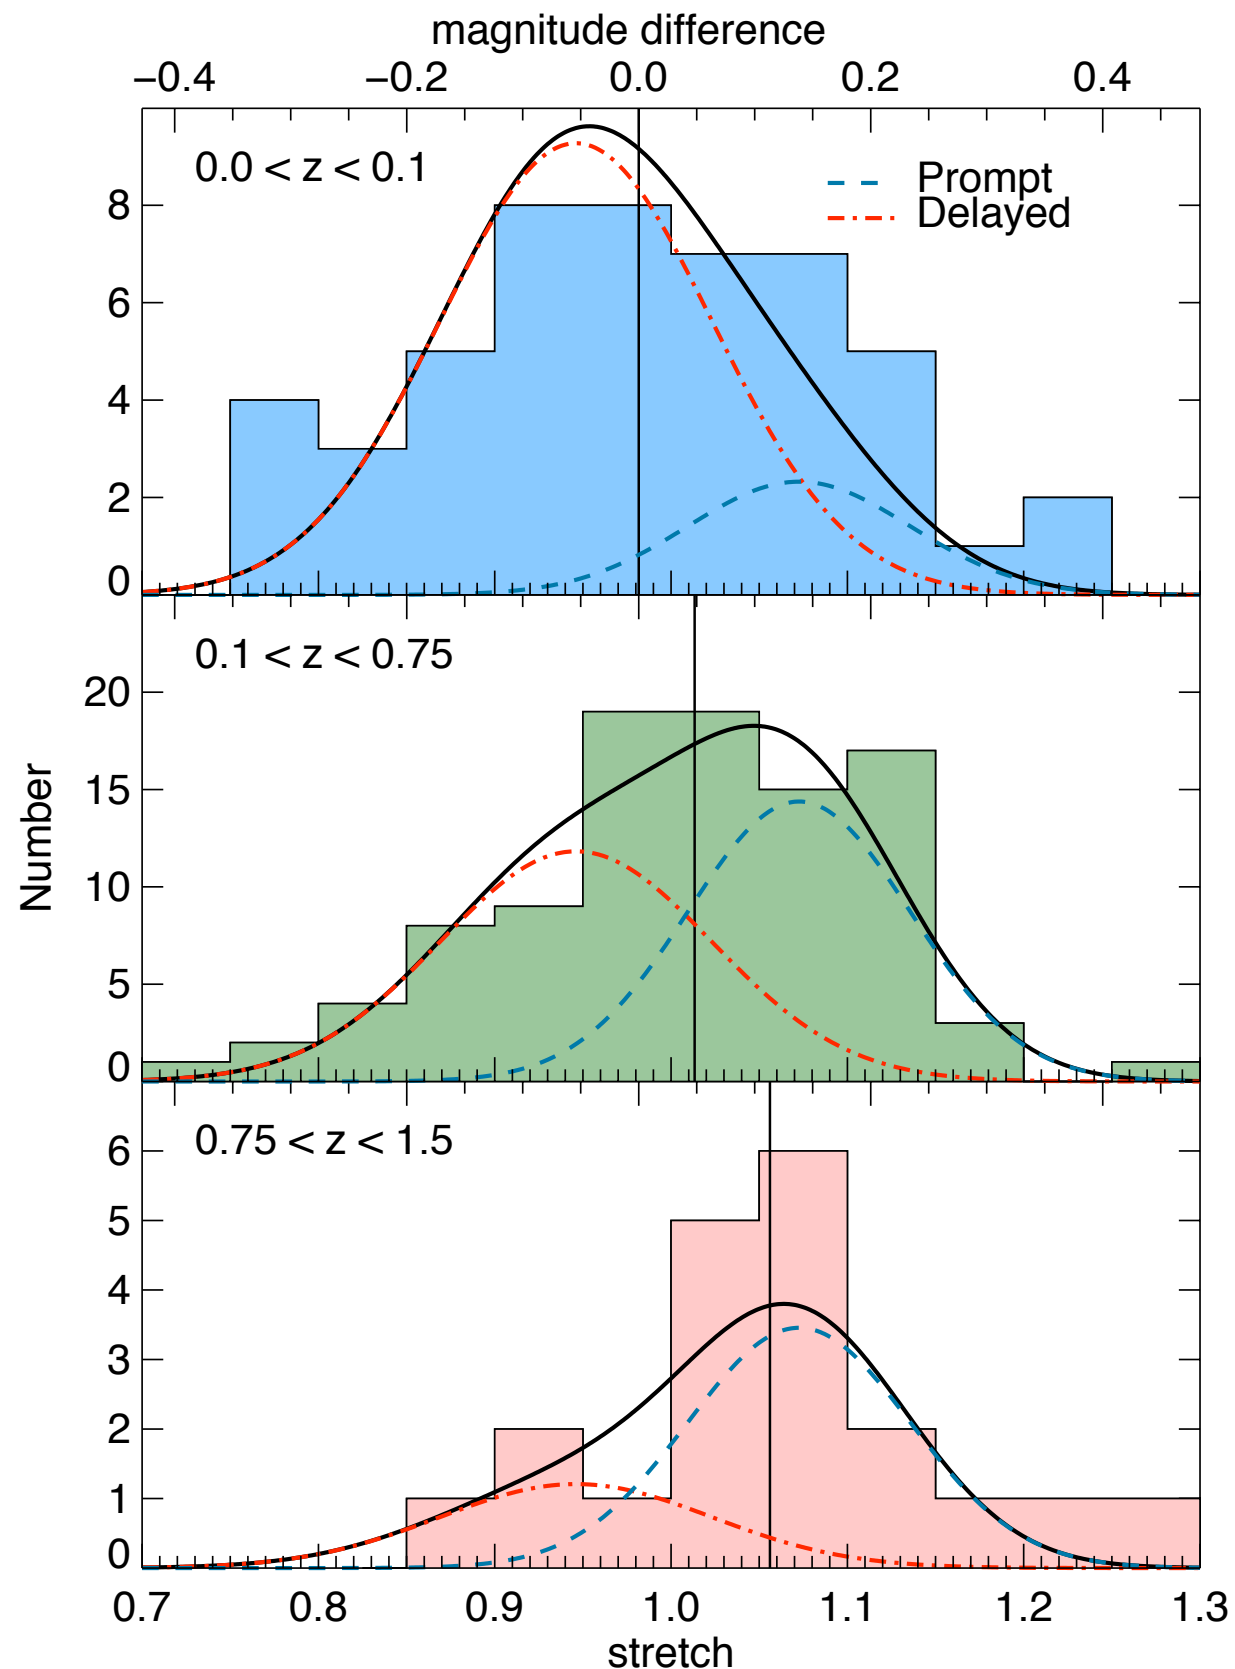 magnitude difference
−0.4 −0.2 0.0 0.2 0.4
0.0 < z < 0.1
Prompt
Delayed
8
6
4
2
0
0.1 < z < 0.75
20
15
10
5
0
Number
0.75 < z < 1.5
6
5
4
3
2
1
0
0.7 0.8 0.9 1.0 1.1 1.2 1.3
stretch